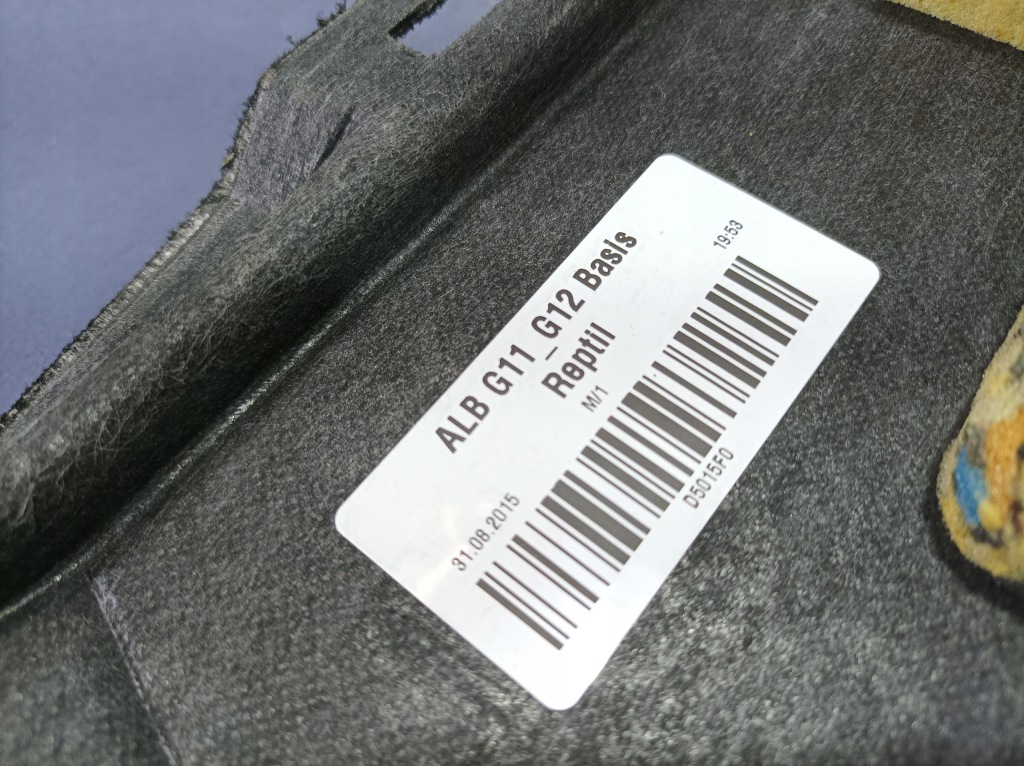 19:53
ALB G11_G12 Basis
Reptil
M/1
31.08.2015
D5015F0